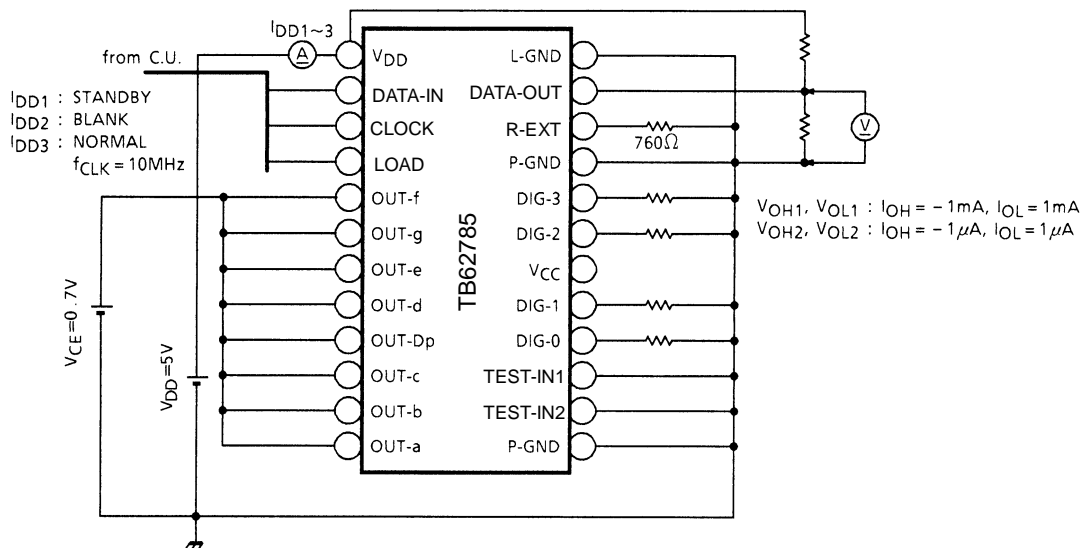 IDD1~3
A
from C.U.
IDD1 : STANDBY
IDD2 : BLANK
IDD3 : NORMAL
fCLK = 10MHz
VCE=0.7V
VDD=5V
VDD
DATA-IN
CLOCK
LOAD
OUT-f
OUT-g
OUT-e
OUT-d
OUT-Dp
OUT-c
OUT-b
OUT-a
TB62785
L-GND
DATA-OUT
R-EXT
P-GND
DIG-3
DIG-2
VCC
DIG-1
DIG-0
TEST-IN1
TEST-IN2
P-GND
760Ω
V
VOH1, VOL1 : IOH = −1mA, IOL = 1mA
VOH2, VOL2 : IOH = −1μA, IOL = 1μA